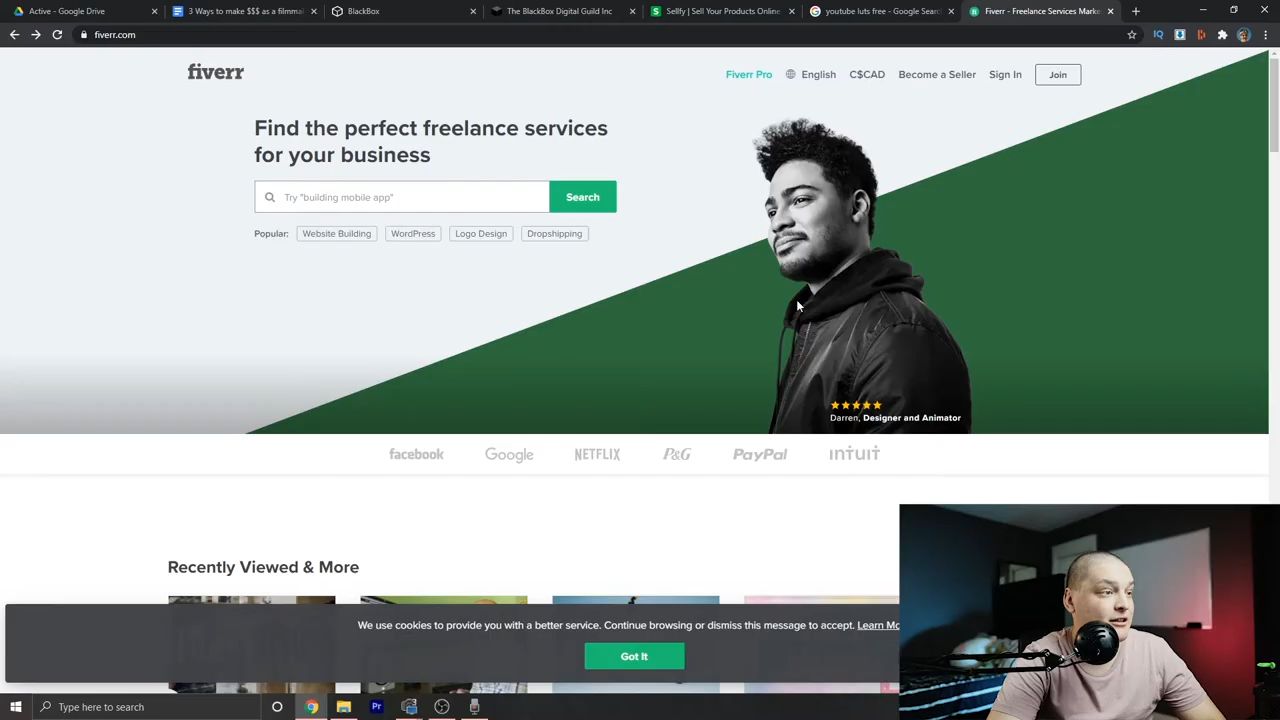 Active - Google Drive
3 Ways to make $$$ as a filmmal
BlackBox
The BlackBox Digital Guild Inc
Sellify | Sell Your Products Online
youtube luts free - Google Search
Fiverr - Freelance Services Marke
fiverr.com
fiverr
Fiverr Pro
English
C$CAD
Become a Seller
Sign In
Join
Find the perfect freelance services
for your business
Try "building mobile app"
Search
Popular:
Website Building
WordPress
Logo Design
Dropshipping
Darren, Designer and Animator
facebook
Google
NETFLIX
P&G
PayPal
intuit
Recently Viewed & More
We use cookies to provide you with a better service. Continue browsing or dismiss this message to accept. Learn Mo
Got It
Type here to search
Pr